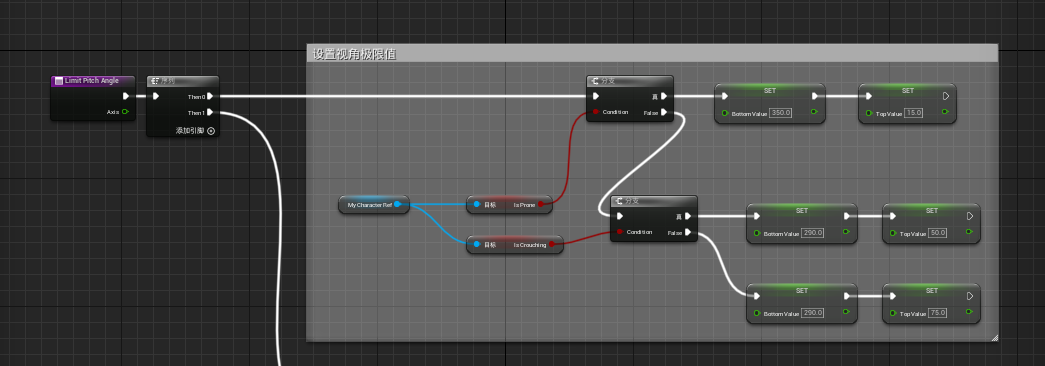 设置视角极限值
Limit Pitch Angle
Axis
序列
Then 0
Then 1
添加引脚
分支
Condition
真
False
SET
Bottom Value 350.0
SET
Top Value 15.0
My Character Ref
目标
Is Prone
目标
Is Crouching
分支
Condition
真
False
SET
Bottom Value 290.0
SET
Top Value 50.0
SET
Bottom Value 290.0
SET
Top Value 75.0